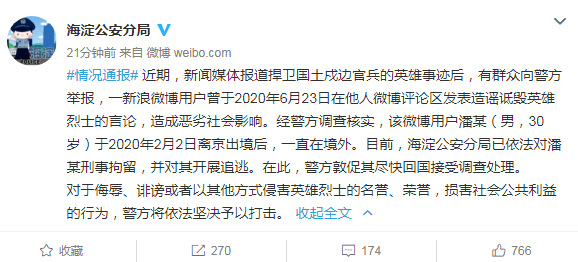 海淀公安分局
21分钟前 来自 微博 weibo.com
#情况通报# 近期，新闻媒体报道捍卫国土戍边官兵的英雄事迹后，有群众向警方
举报，一新浪微博用户曾于2020年6月23日在他人微博评论区发表造谣诋毁英雄
烈士的言论，造成恶劣社会影响。经警方调查核实，该微博用户潘某（男，30
岁）于2020年2月2日离京出境后，一直在境外。目前，海淀公安分局已依法对潘
某刑事拘留，并对其开展追逃。在此，警方敦促其尽快回国接受调查处理。
对于侮辱、诽谤或者以其他方式侵害英雄烈士的名誉、荣誉，损害社会公共利益
的行为，警方将依法坚决予以打击。 收起全文
收藏 270 174 766